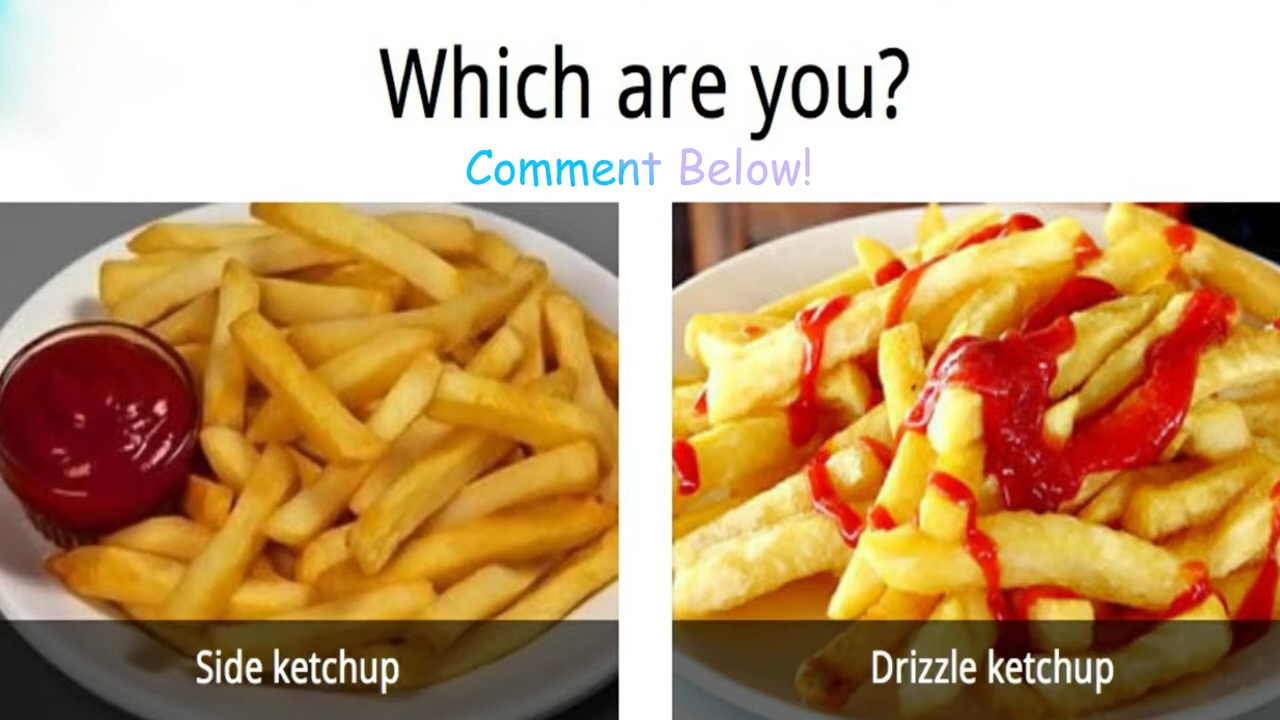 Which are you?
Comment Below!
Side ketchup
Drizzle ketchup